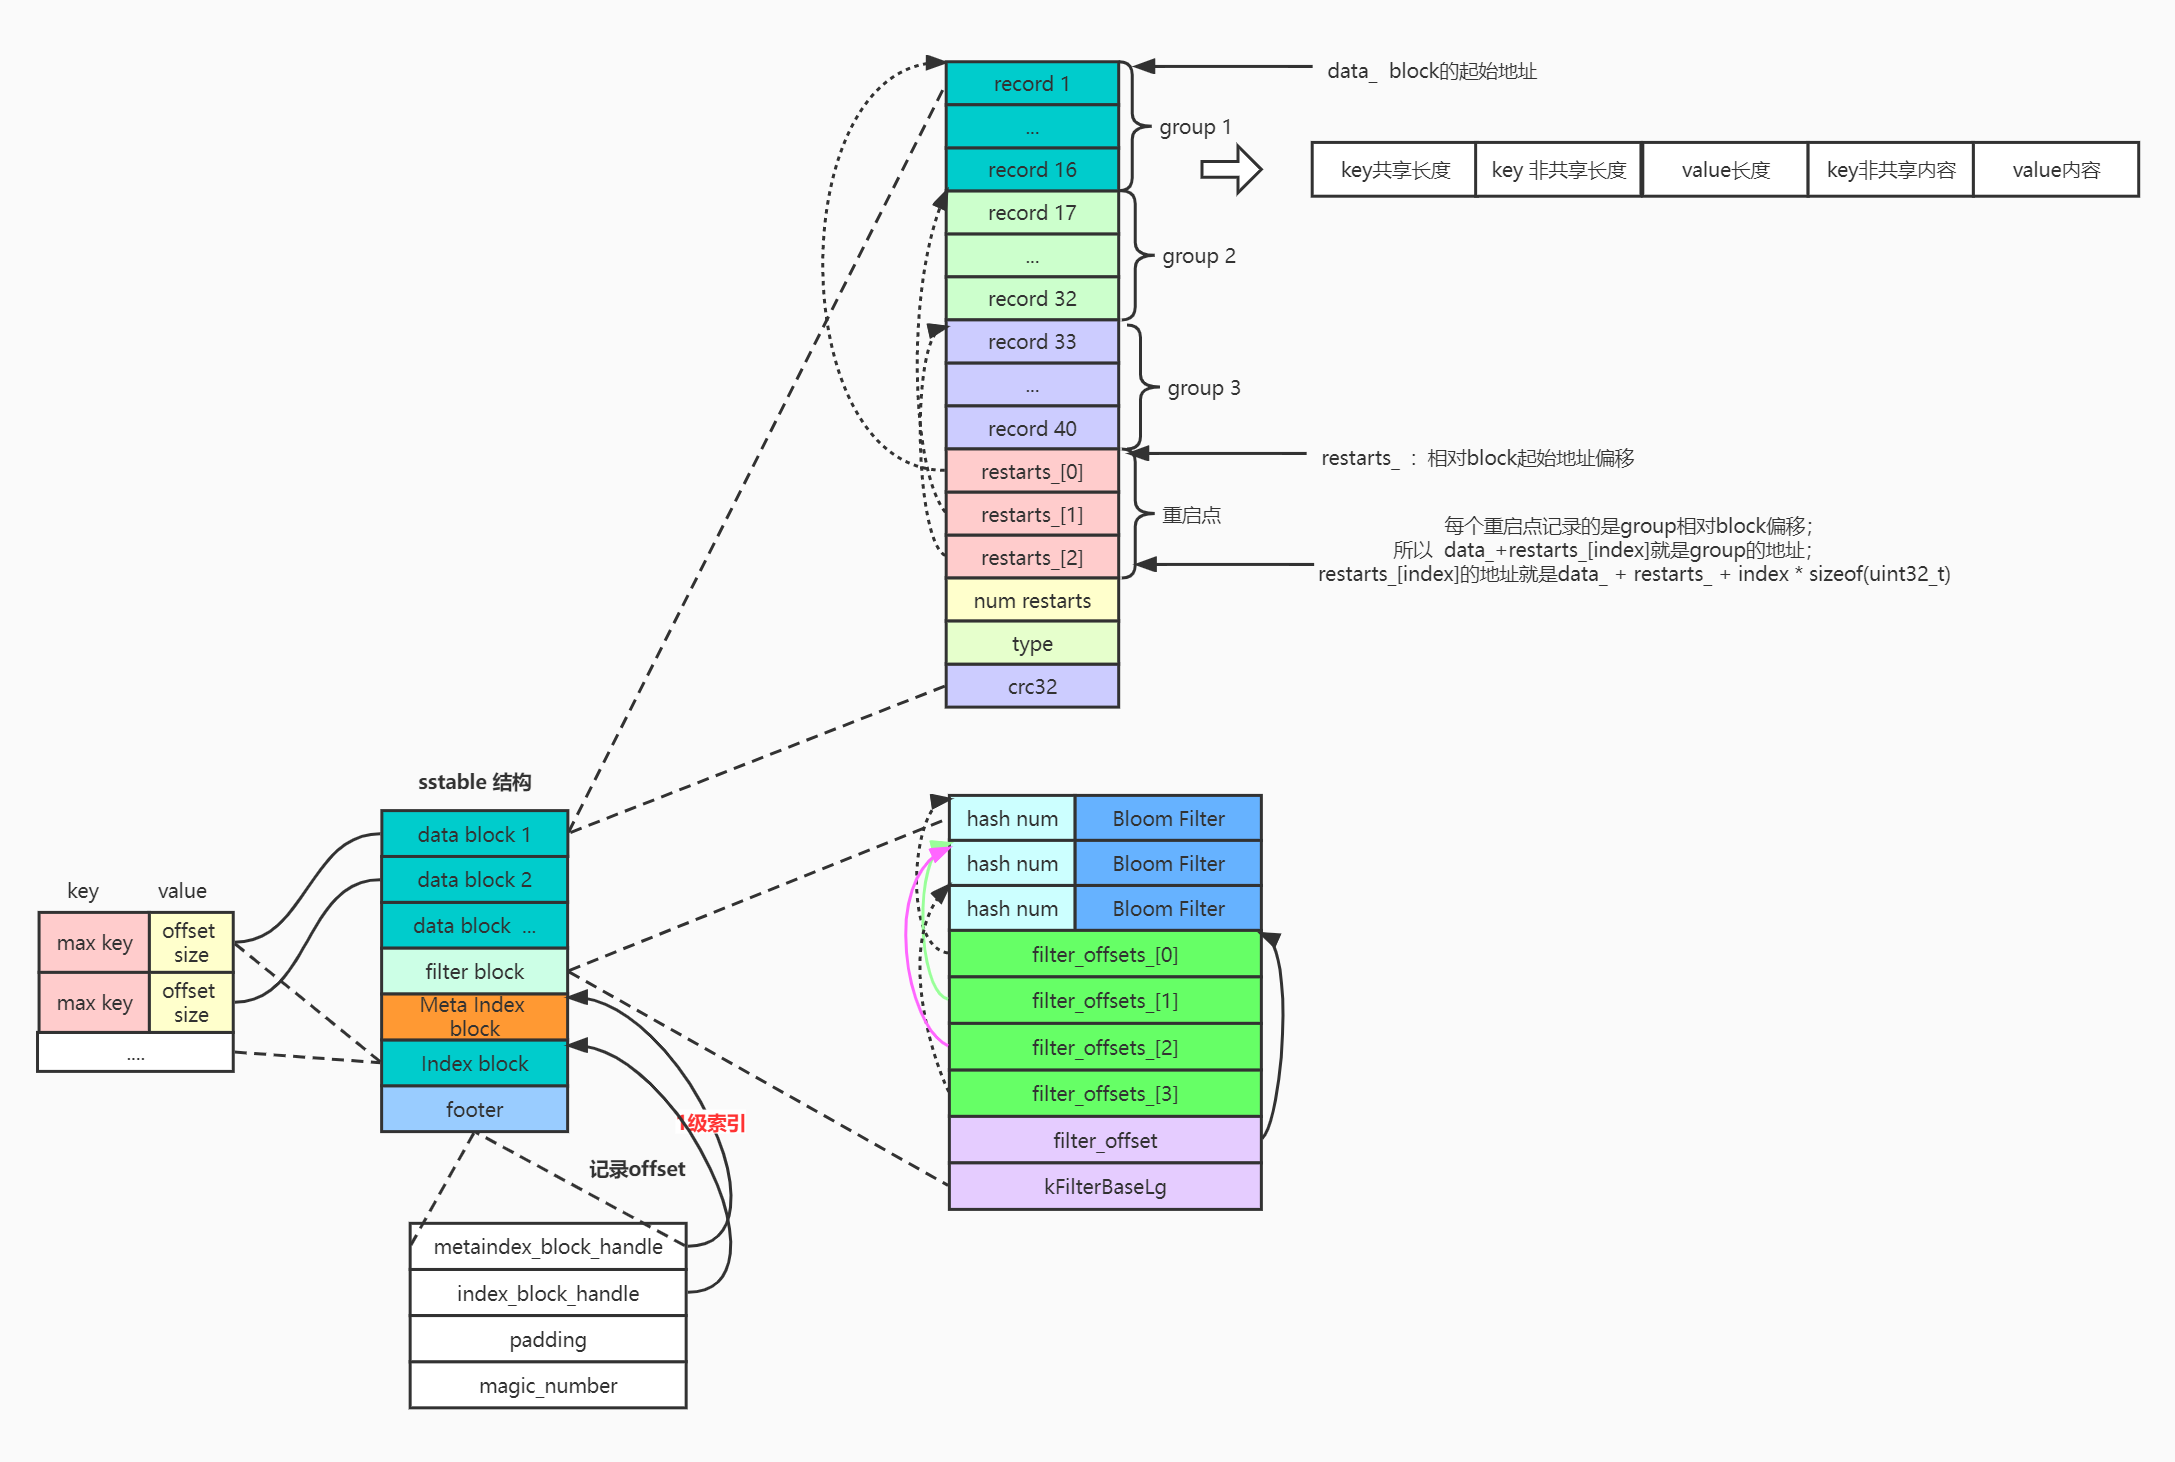 data_ block的起始地址
record 1
...
record 16
group 1
key共享长度
key 非共享长度
value长度
key非共享内容
value内容
record 17
...
record 32
group 2
record 33
...
record 40
group 3
restarts_[0]
restarts_[1]
restarts_[2]
重启点
restarts_ ：相对block起始地址偏移
每个重启点记录的是group相对block偏移；
所以 data_+restarts_[index]就是group的地址；
restarts_[index]的地址就是data_ + restarts_ + index * sizeof(uint32_t)
num restarts
type
crc32
sstable 结构
data block 1
data block 2
data block ...
filter block
Meta Index
block
Index block
footer
key
value
max key
offset
size
max key
offset
size
....
1级索引
记录offset
metaindex_block_handle
index_block_handle
padding
magic_number
hash num
Bloom Filter
hash num
Bloom Filter
hash num
Bloom Filter
filter_offsets_[0]
filter_offsets_[1]
filter_offsets_[2]
filter_offsets_[3]
filter_offset
kFilterBaseLg